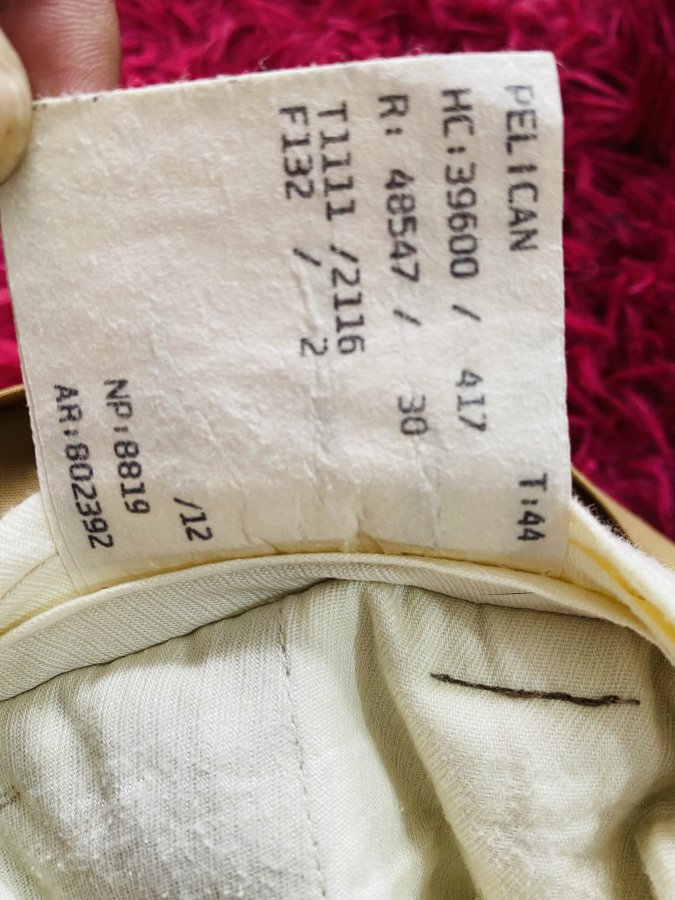 PELICAN
T:44
HC:39600 / 417
R: 48547 / 30
T1111 /2116
F132 / 2
/12
NP:8819
AR:802392